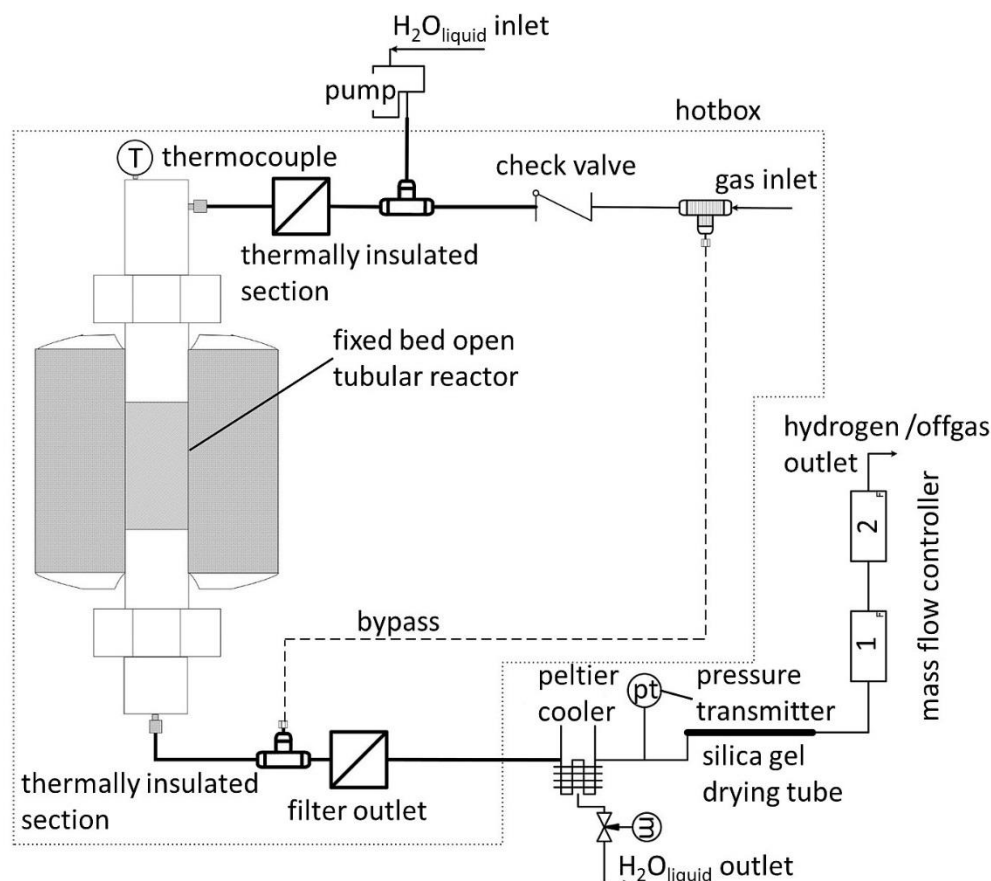 H₂Oliquid inlet
pump
hotbox
T
thermocouple
check valve
gas inlet
thermally insulated
section
fixed bed open
tubular reactor
hydrogen /offgas
outlet
F
2
mass flow controller
F
1
bypass
peltier
cooler
pt
pressure
transmitter
silica gel
drying tube
thermally insulated
section
filter outlet
m
H₂Oliquid outlet